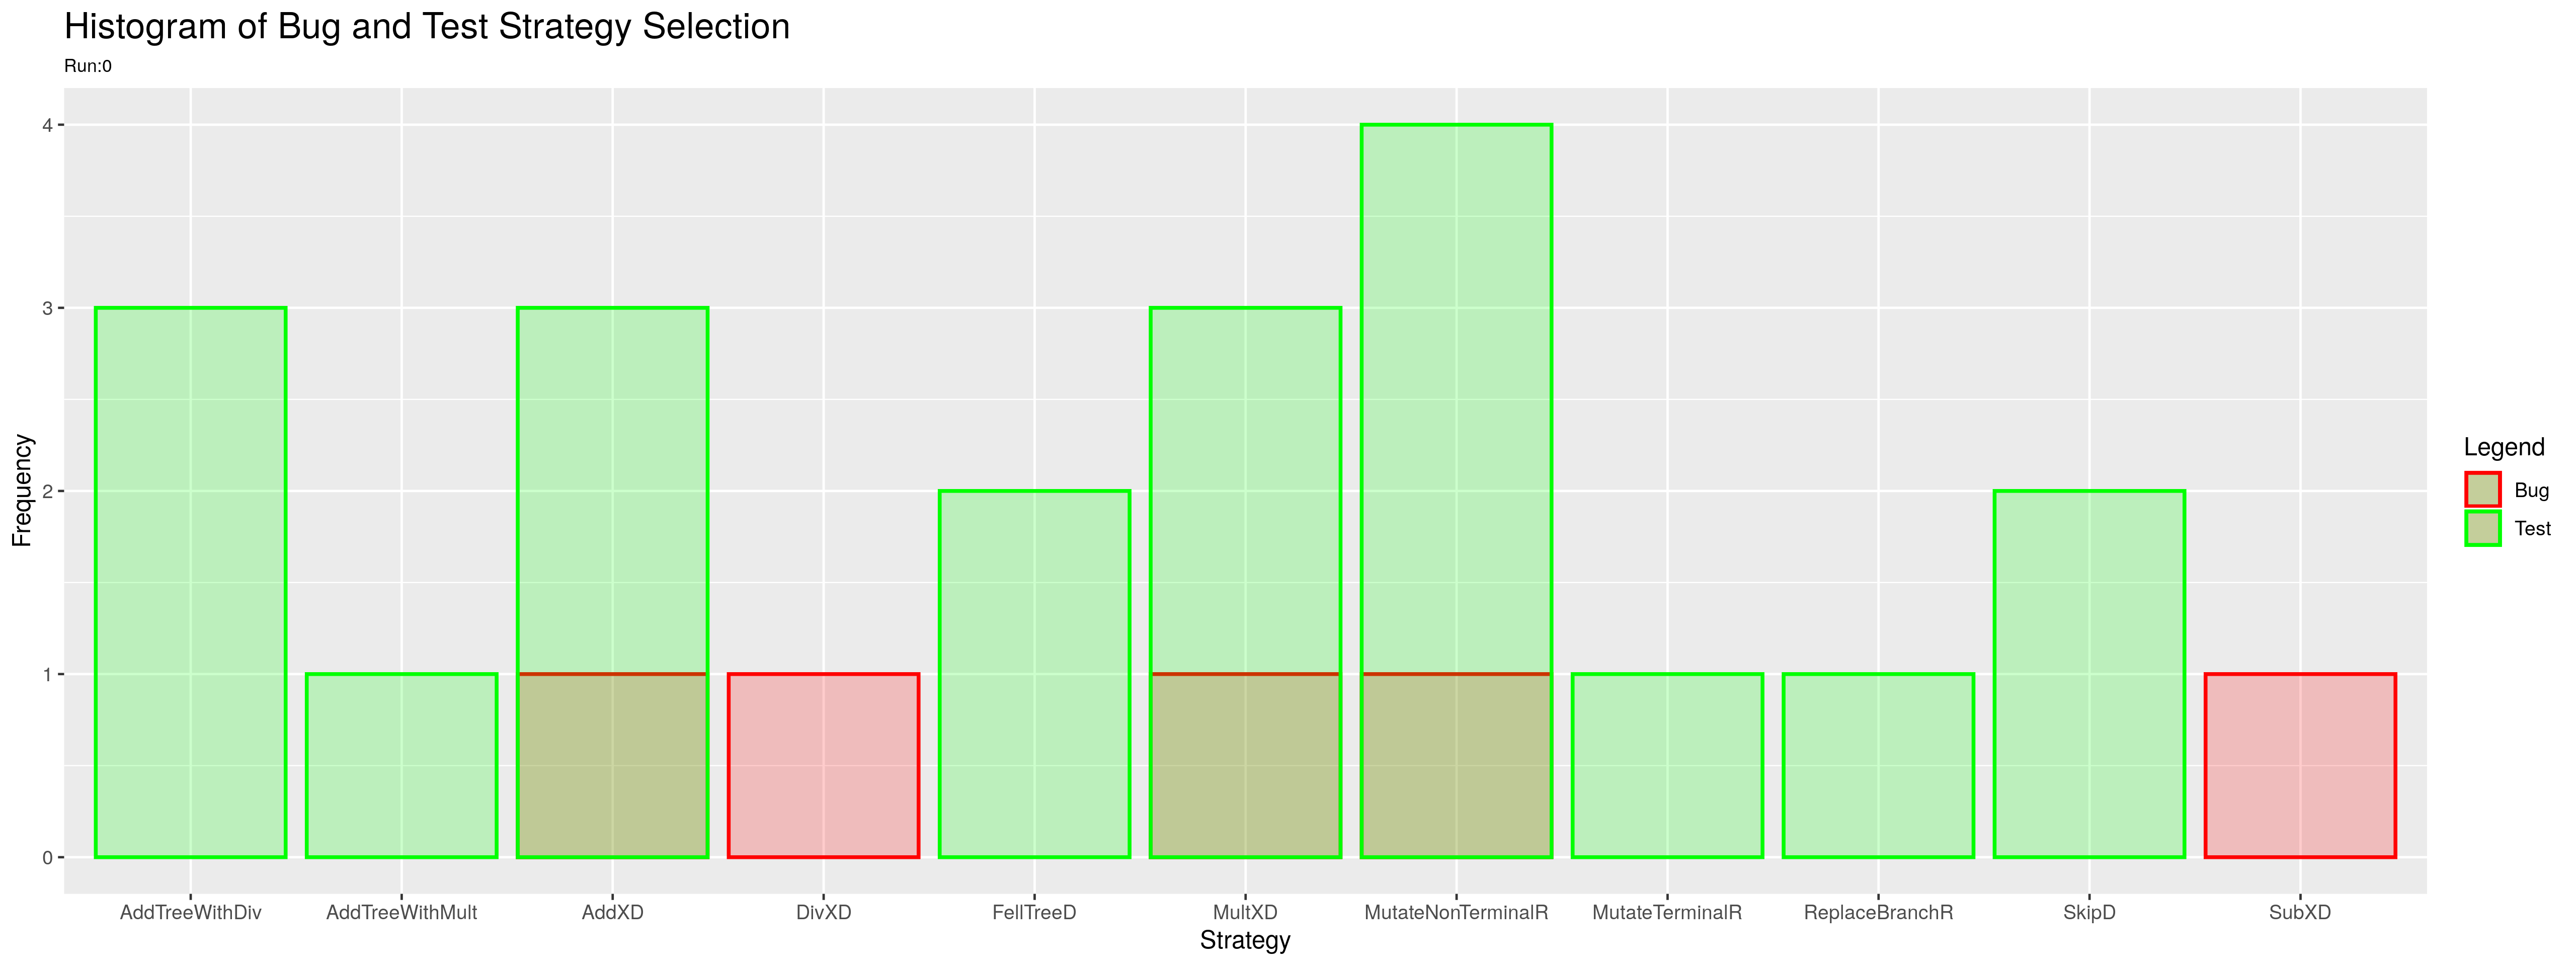 Histogram of Bug and Test Strategy Selection
Run:0
4
3
2
1
0
Frequency
AddTreeWithDiv AddTreeWithMult AddXD DivXD FellTreeD MultXD MutateNonTerminalR MutateTerminalR ReplaceBranchR SkipD SubXD
Strategy
Legend
Bug
Test